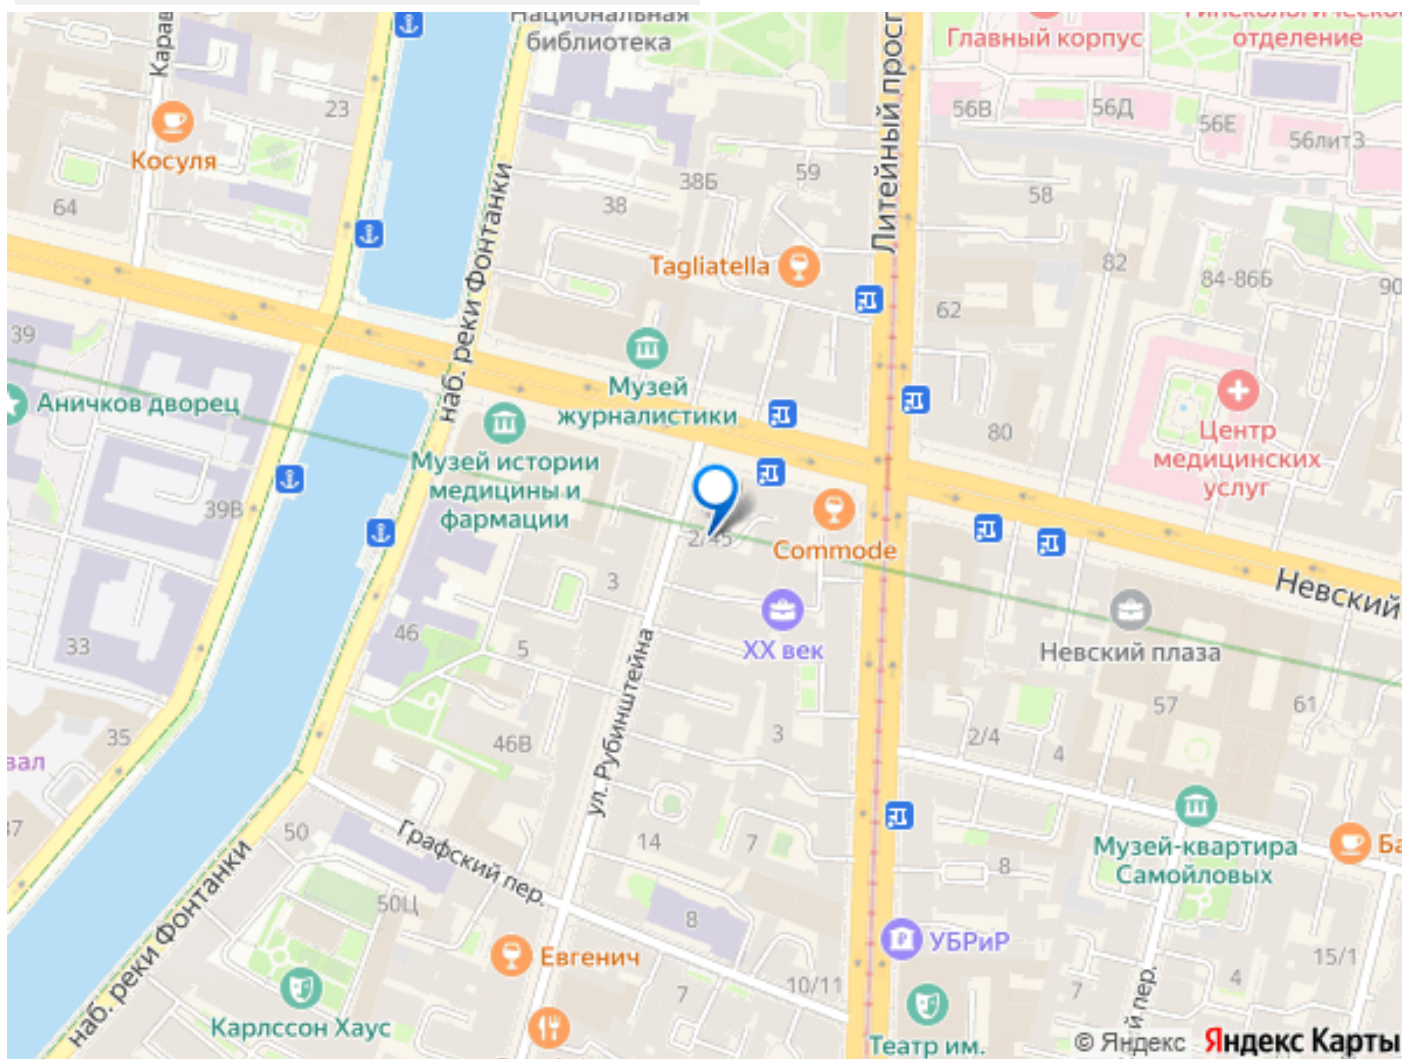 Национальная
библиотека
Главный корпус
отделение
Литейный просп
Карав
23
56В
56Д
56Е
56лит3
Косуля
59
38Б
38
58
64
наб. реки Фонтанки
Tagliatella
82
84-86Б
90
62
39
Музей
журналистики
Аничков дворец
Музей истории
медицины и
фармации
80
Центр
медицинских
услуг
39В
2/45
Commode
Невский
3
46
5
ул. Рубинштейна
XX век
Невский плаза
33
57
61
35
46В
3
2/4
4
вал
37
50
Графский пер.
14
7
8
Музей-квартира
Самойловых
Ба
наб. реки Фонтанки
50Ц
8
УБРиР
Евгенич
10/11
7
7
4
15/1
й пер.
Карлссон Хаус
Театр им.
© Яндекс Яндекс Карты